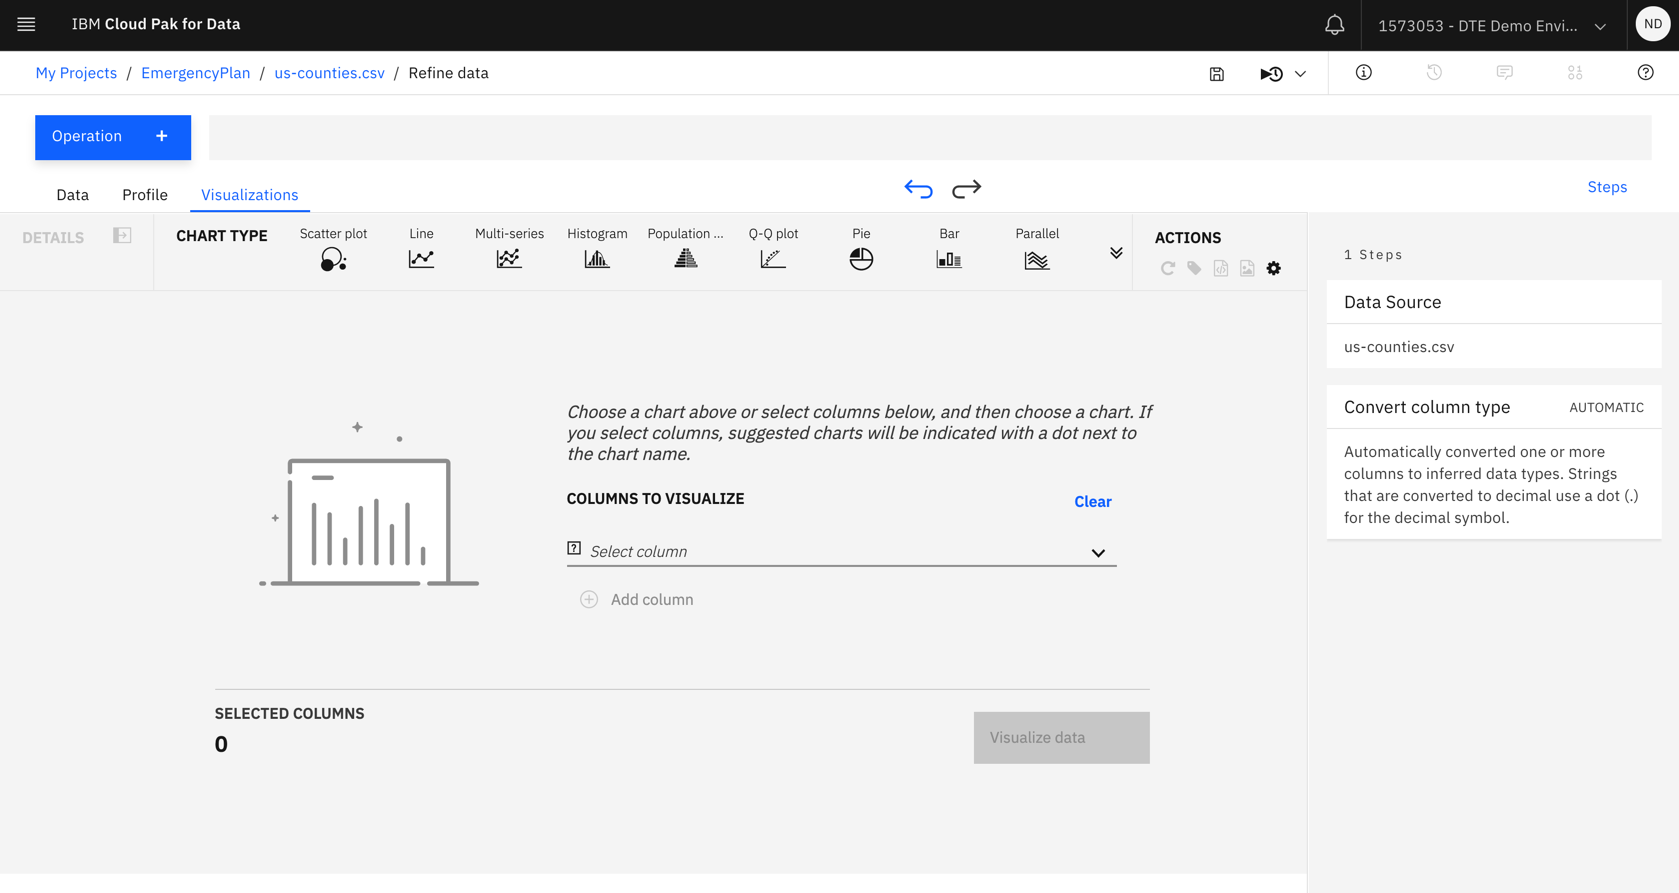 IBM Cloud Pak for Data
1573053 - DTE Demo Envi...
ND
My Projects / EmergencyPlan / us-counties.csv / Refine data
Operation +
Data
Profile
Visualizations
Steps
DETAILS
CHART TYPE
Scatter plot
Line
Multi-series
Histogram
Population ...
Q-Q plot
Pie
Bar
Parallel
ACTIONS
1 Steps
Data Source
us-counties.csv
Convert column type
AUTOMATIC
Automatically converted one or more
columns to inferred data types. Strings
that are converted to decimal use a dot (.)
for the decimal symbol.
Choose a chart above or select columns below, and then choose a chart. If
you select columns, suggested charts will be indicated with a dot next to
the chart name.
COLUMNS TO VISUALIZE
Clear
? Select column
Add column
SELECTED COLUMNS
0
Visualize data